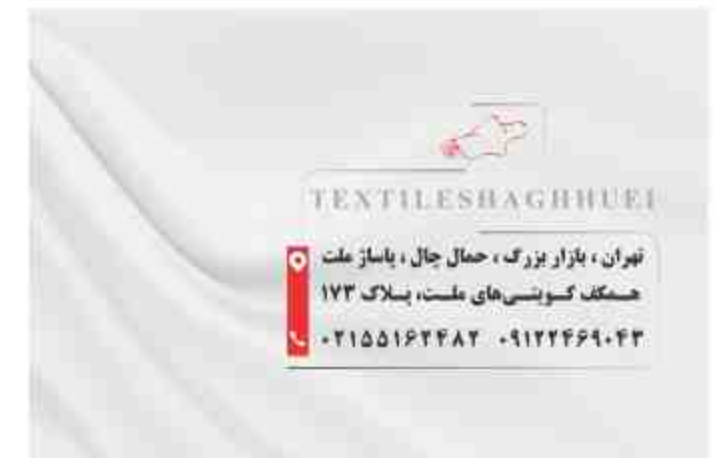 TEXTILESHAGHHUEI
تهران ، بازار بزرگ ، حمال چال ، پاساژ ملت
همکف کویتی‌های ملت، پلاک ۱۷۳
۰۲۱۵۵۱۶۲۴۸۲ ۰۹۱۲۲۴۶۹۰۴۳